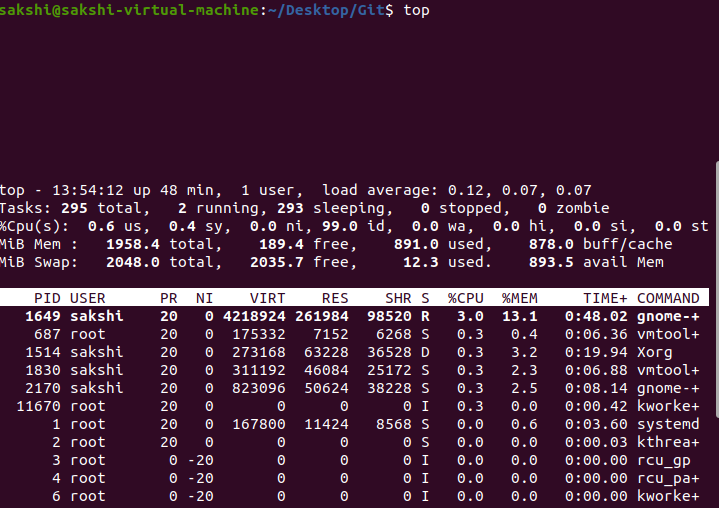 sakshi@sakshi-virtual-machine:~/Desktop/Git$ top
top - 13:54:12 up 48 min,  1 user,  load average: 0.12, 0.07, 0.07
Tasks: 295 total,   2 running, 293 sleeping,   0 stopped,   0 zombie
%Cpu(s):  0.6 us,  0.4 sy,  0.0 ni, 99.0 id,  0.0 wa,  0.0 hi,  0.0 si,  0.0 st
MiB Mem :   1958.4 total,    189.4 free,    891.0 used,    878.0 buff/cache
MiB Swap:   2048.0 total,   2035.7 free,     12.3 used.    893.5 avail Mem
PID USER      PR  NI    VIRT    RES    SHR S  %CPU  %MEM     TIME+ COMMAND
1649 sakshi    20   0 4218924 261984  98520 R   3.0  13.1   0:48.02 gnome-+
687 root      20   0  175332   7152   6268 S   0.3   0.4   0:06.36 vmtool+
1514 sakshi    20   0  273168  63228  36528 D   0.3   3.2   0:19.94 Xorg
1830 sakshi    20   0  311192  46084  25172 S   0.3   2.3   0:06.88 vmtool+
2170 sakshi    20   0  823096  50624  38228 S   0.3   2.5   0:08.14 gnome-+
11670 root      20   0       0      0      0 I   0.3   0.0   0:00.42 kworke+
1 root      20   0  167800  11424   8568 S   0.0   0.6   0:03.60 systemd
2 root      20   0       0      0      0 S   0.0   0.0   0:00.03 kthrea+
3 root       0 -20       0      0      0 I   0.0   0.0   0:00.00 rcu_gp
4 root       0 -20       0      0      0 I   0.0   0.0   0:00.00 rcu_pa+
6 root       0 -20       0      0      0 I   0.0   0.0   0:00.00 kworke+